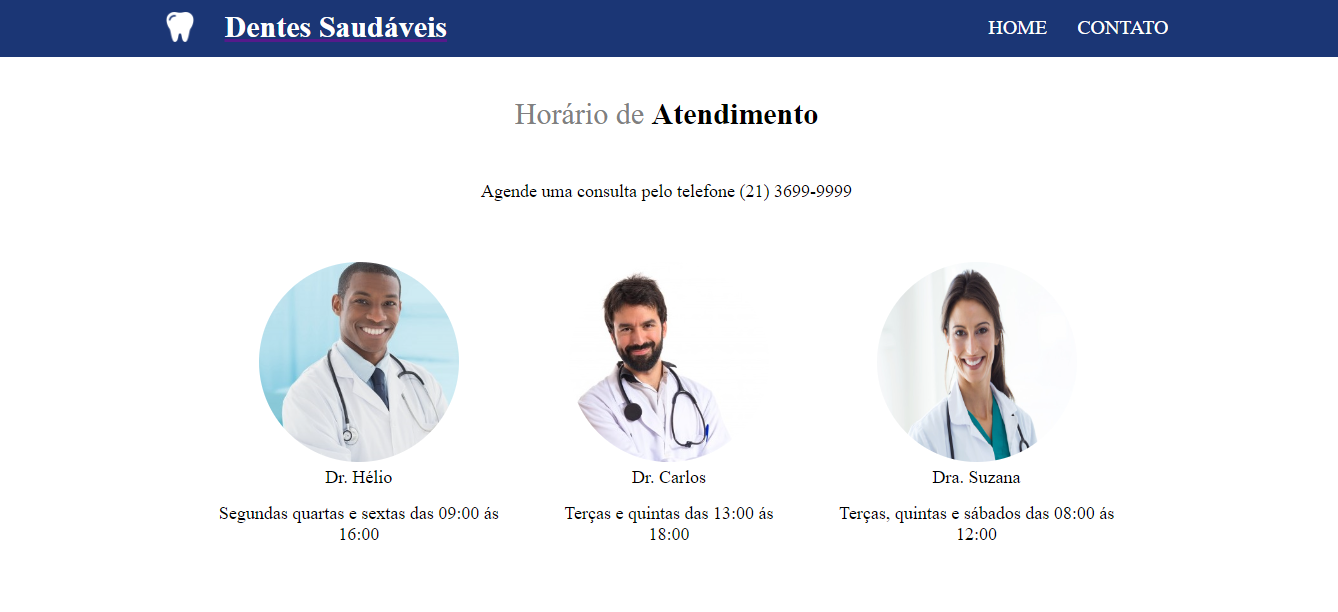 Dentes Saudáveis
HOME
CONTATO
Horário de Atendimento
Agende uma consulta pelo telefone (21) 3699-9999
Dr. Hélio
Segundas quartas e sextas das 09:00 ás
16:00
Dr. Carlos
Terças e quintas das 13:00 ás
18:00
Dra. Suzana
Terças, quintas e sábados das 08:00 ás
12:00